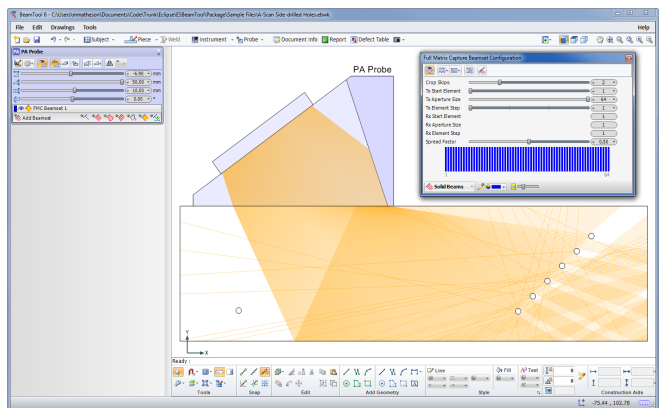 BeamTool 6 - C:\Users\mmatheson\Documents\Code\Trunk\Eclipse\ESBeamTool\Package\Sample Files\A-Scan Side-drilled Holes.ebwk
File Edit Drawings Tools Help
Subject Piece Weld Instrument Probe Document Info Report Defect Table
PA PA Probe
-6.90 mm
50.00 mm
10.00 mm
0.00 °
FMC Beamset 1
Add Beamset
PA Probe
Full Matrix Capture Beamset Configuration
Crop Skips 2
Tx Start Element 1
Tx Aperture Size 64
Tx Element Step 1
Rx Start Element 1
Rx Aperture Size 1
Rx Element Step 1
Spread Factor 0.50
1 64
Solid Beams
Y
X
Ready:
Line Fill Text
Tools Snap Edit Add Geometry Style Construction Aids
-75.44 , 102.78